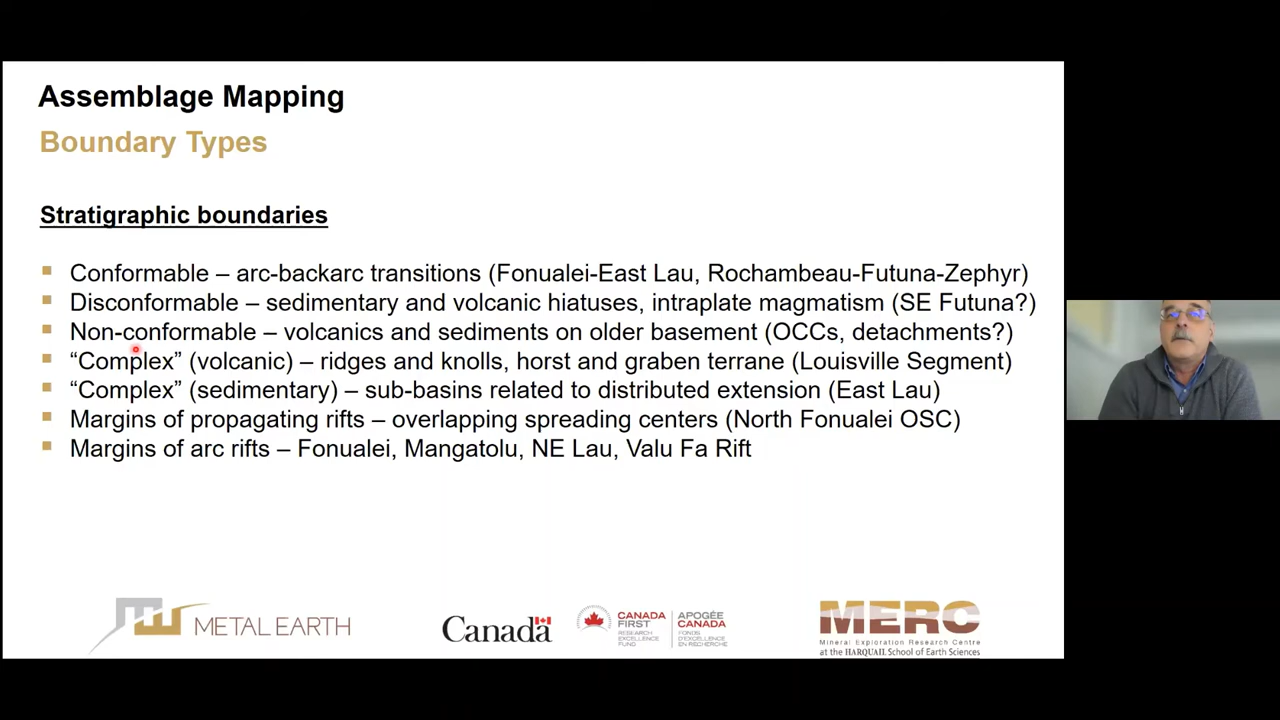 Assemblage Mapping
Boundary Types
Stratigraphic boundaries
Conformable – arc-backarc transitions (Fonualei-East Lau, Rochambeau-Futuna-Zephyr)
Disconformable – sedimentary and volcanic hiatuses, intraplate magmatism (SE Futuna?)
Non-conformable – volcanics and sediments on older basement (OCCs, detachments?)
“Complex” (volcanic) – ridges and knolls, horst and graben terrane (Louisville Segment)
“Complex” (sedimentary) – sub-basins related to distributed extension (East Lau)
Margins of propagating rifts – overlapping spreading centers (North Fonualei OSC)
Margins of arc rifts – Fonualei, Mangatolu, NE Lau, Valu Fa Rift
METAL EARTH
Canada
CANADA FIRST
RESEARCH EXCELLENCE FUND
APOGÉE CANADA
FONDS D'EXCELLENCE EN RECHERCHE
MERC
Mineral Exploration Research Centre
at the HARQUAIL School of Earth Sciences